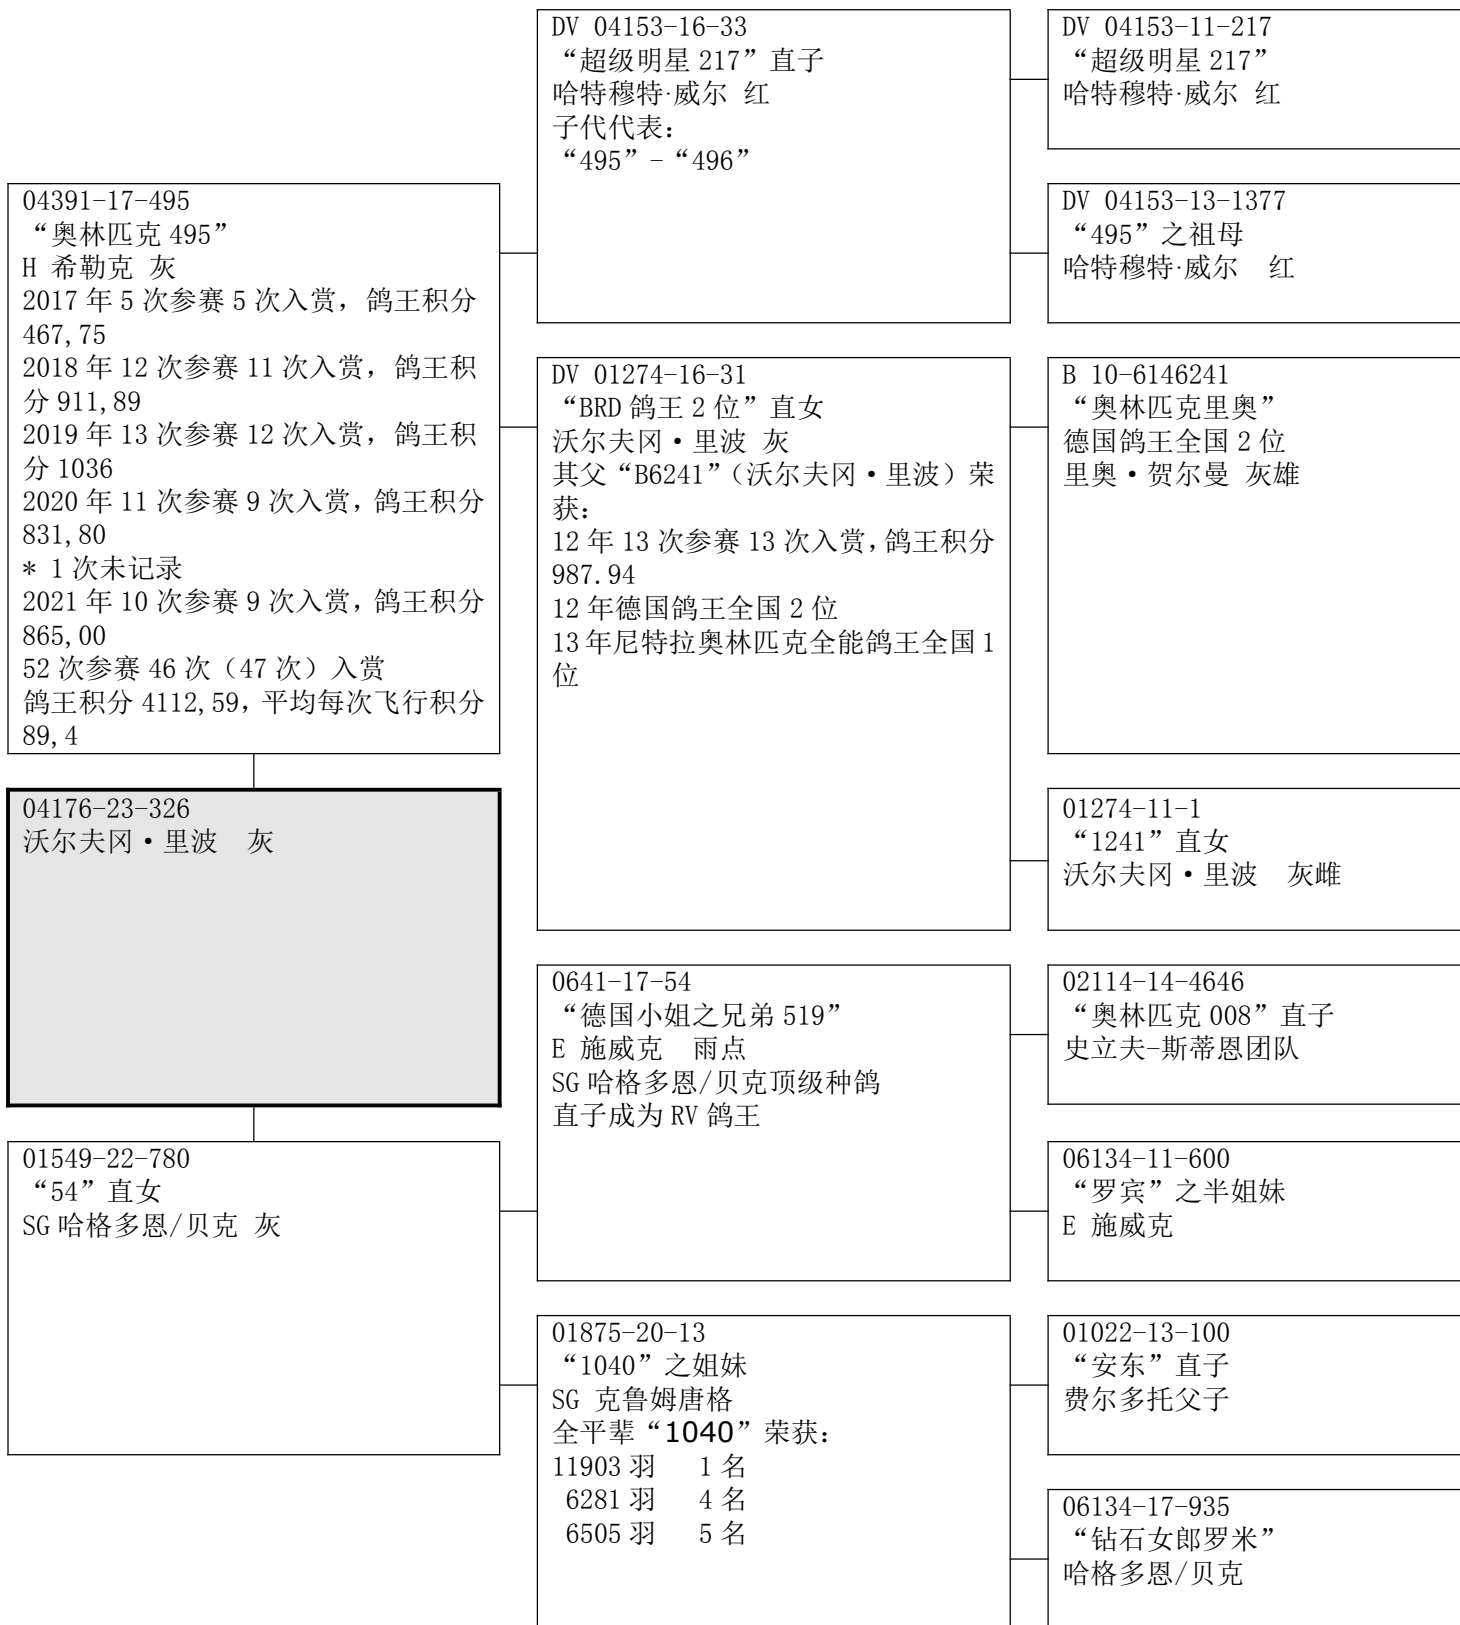 04391-17-495
“奥林匹克 495”
H 希勒克 灰
2017 年 5 次参赛 5 次入赏，鸽王积分
467,75
2018 年 12 次参赛 11 次入赏，鸽王积
分 911,89
2019 年 13 次参赛 12 次入赏，鸽王积
分 1036
2020 年 11 次参赛 9 次入赏，鸽王积分
831,80
* 1 次未记录
2021 年 10 次参赛 9 次入赏，鸽王积分
865,00
52 次参赛 46 次（47 次）入赏
鸽王积分 4112,59，平均每次飞行积分
89,4
04176-23-326
沃尔夫冈•里波 灰
01549-22-780
“54”直女
SG 哈格多恩/贝克 灰
DV 04153-16-33
“超级明星 217”直子
哈特穆特·威尔 红
子代代表：
“495”-“496”
DV 01274-16-31
“BRD 鸽王 2 位”直女
沃尔夫冈•里波 灰
其父“B6241”（沃尔夫冈•里波）荣
获：
12 年 13 次参赛 13 次入赏，鸽王积分
987.94
12 年德国鸽王全国 2 位
13 年尼特拉奥林匹克全能鸽王全国 1
位
0641-17-54
“德国小姐之兄弟 519”
E 施威克 雨点
SG 哈格多恩/贝克顶级种鸽
直子成为 RV 鸽王
01875-20-13
“1040”之姐妹
SG 克鲁姆唐格
全平辈“1040”荣获：
11903 羽 1 名
6281 羽 4 名
6505 羽 5 名
DV 04153-11-217
“超级明星 217”
哈特穆特·威尔 红
DV 04153-13-1377
“495”之祖母
哈特穆特·威尔 红
B 10-6146241
“奥林匹克里奥”
德国鸽王全国 2 位
里奥•贺尔曼 灰雄
01274-11-1
“1241”直女
沃尔夫冈•里波 灰雌
02114-14-4646
“奥林匹克 008”直子
史立夫-斯蒂恩团队
06134-11-600
“罗宾”之半姐妹
E 施威克
01022-13-100
“安东”直子
费尔多托父子
06134-17-935
“钻石女郎罗米”
哈格多恩/贝克